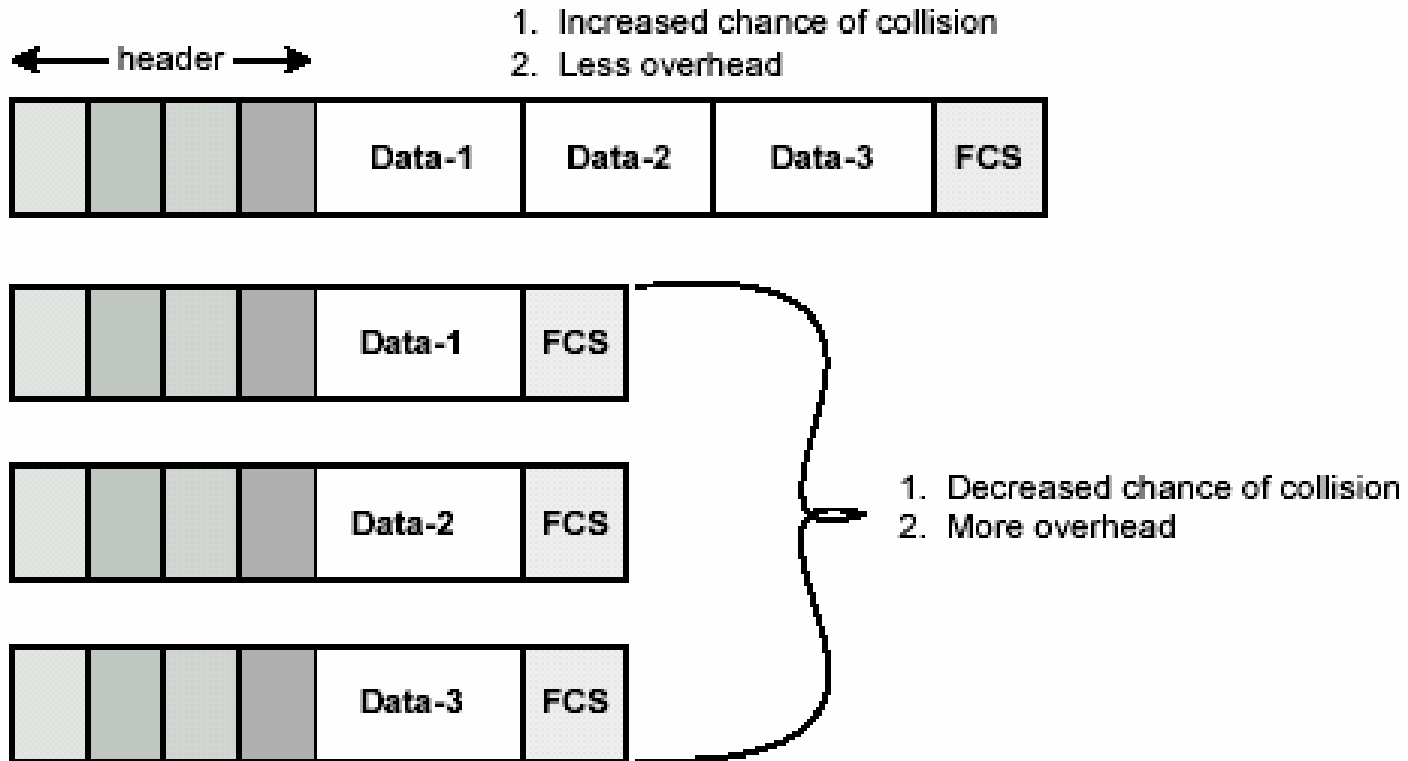 1. Increased chance of collision
2. Less overhead
header
Data-1 Data-2 Data-3 FCS
Data-1 FCS
1. Decreased chance of collision
2. More overhead
Data-2 FCS
Data-3 FCS